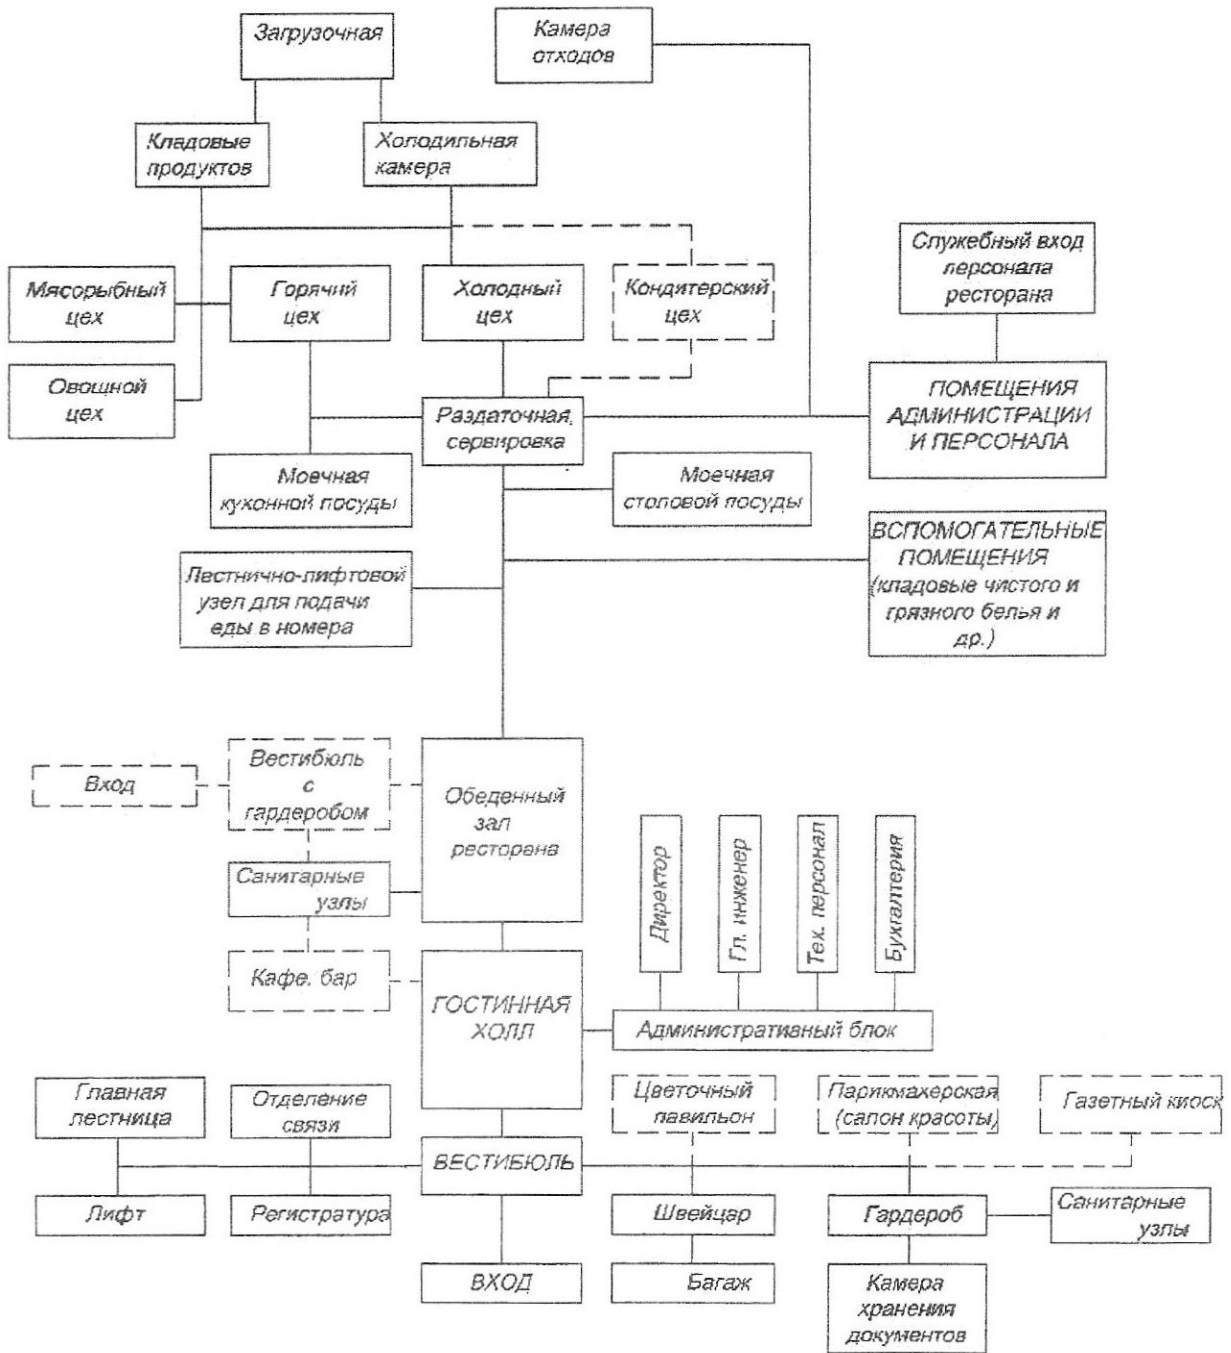 Загрузочная
Камера
отходов
Кладовые
продуктов
Холодильная
камера
Служебный вход
персонала
ресторана
Мясорыбный
цех
Горячий
цех
Холодный
цех
Кондитерский
цех
Овощной
цех
Раздаточная,
сервировка
ПОМЕЩЕНИЯ
АДМИНИСТРАЦИИ
И ПЕРСОНАЛА
Моечная
кухонной посуды
Моечная
столовой посуды
ВСПОМОГАТЕЛЬНЫЕ
ПОМЕЩЕНИЯ
(кладовые чистого и
грязного белья и
др.)
Лестнично-лифтовой
узел для подачи
еды в номера
Вход
Вестибюль
с
гардеробом
Обеденный
зал
ресторана
Санитарные
узлы
Директор
Гл. инженер
Тех. персонал
Бухгалтерия
Кафе. бар
ГОСТИННАЯ
ХОЛЛ
Административный блок
Главная
лестница
Отделение
связи
Цветочный
павильон
Парикмахерская
(салон красоты)
Газетный киоск
ВЕСТИБЮЛЬ
Лифт
Регистратура
Швейцар
Гардероб
Санитарные
узлы
ВХОД
Багаж
Камера
хранения
документов